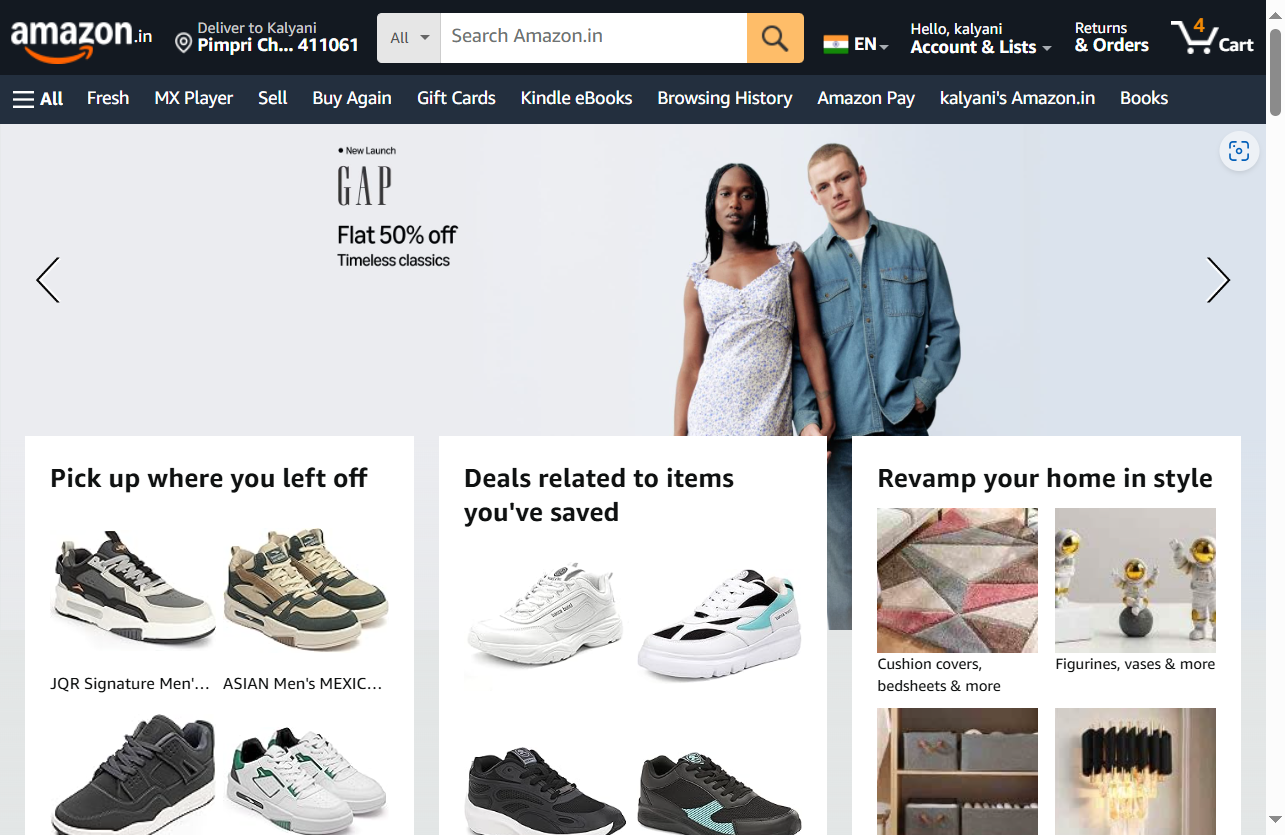 amazon.in
Deliver to Kalyani
Pimpri Ch... 411061
All
Search Amazon.in
EN
Hello, kalyani
Account & Lists
Returns
& Orders
4
Cart
All
Fresh
MX Player
Sell
Buy Again
Gift Cards
Kindle eBooks
Browsing History
Amazon Pay
kalyani's Amazon.in
Books
• New Launch
GAP
Flat 50% off
Timeless classics
Pick up where you left off
JQR Signature Men'...
ASIAN Men's MEXIC...
Deals related to items
you've saved
Revamp your home in style
Cushion covers,
bedsheets & more
Figurines, vases & more